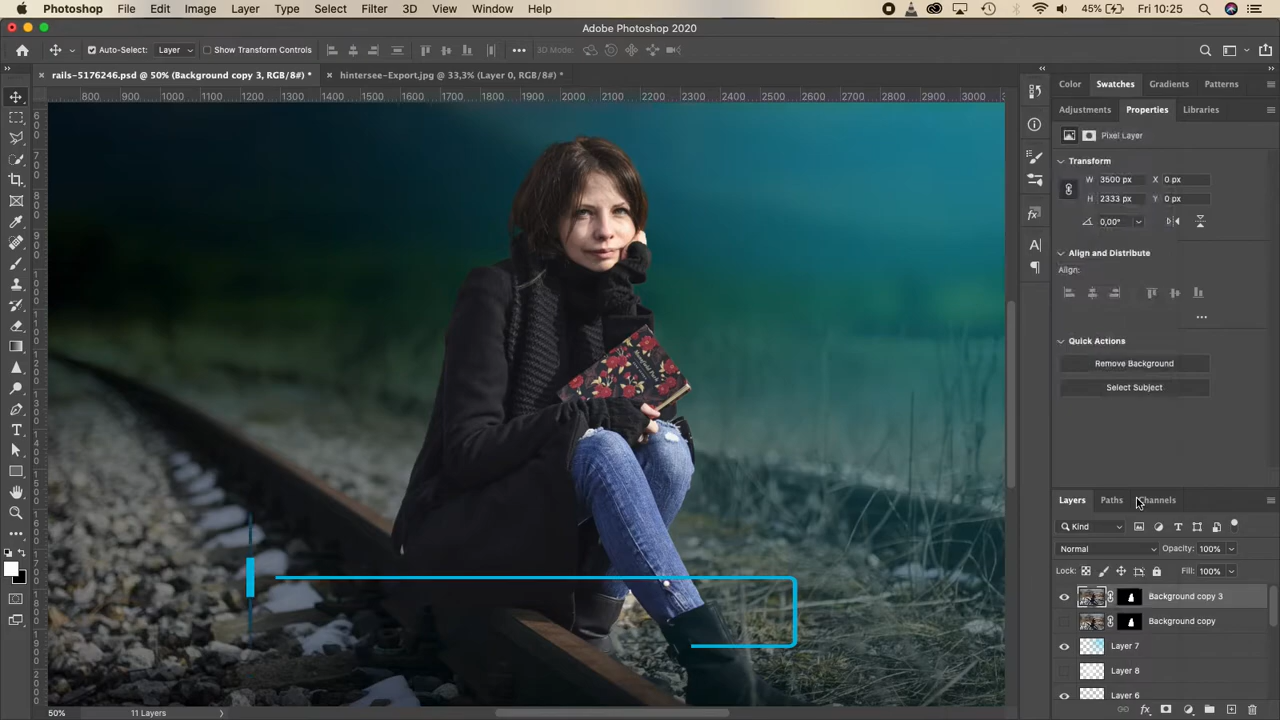 Photoshop File Edit Image Layer Type Select Filter 3D View Window Help 45% Fri 10:25
Adobe Photoshop 2020
Auto-Select: Layer Show Transform Controls 3D Mode:
rails-5176246.psd @ 50% (Background copy 3, RGB/8#) * hintersee-Export.jpg @ 33,3% (Layer 0, RGB/8#) *
Color Swatches Gradients Patterns
800 900 1000 1100 1200 1300 1400 1500 1600 1700 1800 1900 2000 2100 2200 2300 2400 2500 2600 2700 2800 2900 3000
Adjustments Properties Libraries
Pixel Layer
Transform
W 3500 px X 0 px
H 2333 px Y 0 px
0,00°
Align and Distribute
Align:
Quick Actions
Remove Background
Select Subject
Layers Paths Channels
Kind
Normal Opacity: 100%
Lock: Fill: 100%
Background copy 3
Background copy
Layer 7
Layer 8
Layer 6
50% 11 Layers